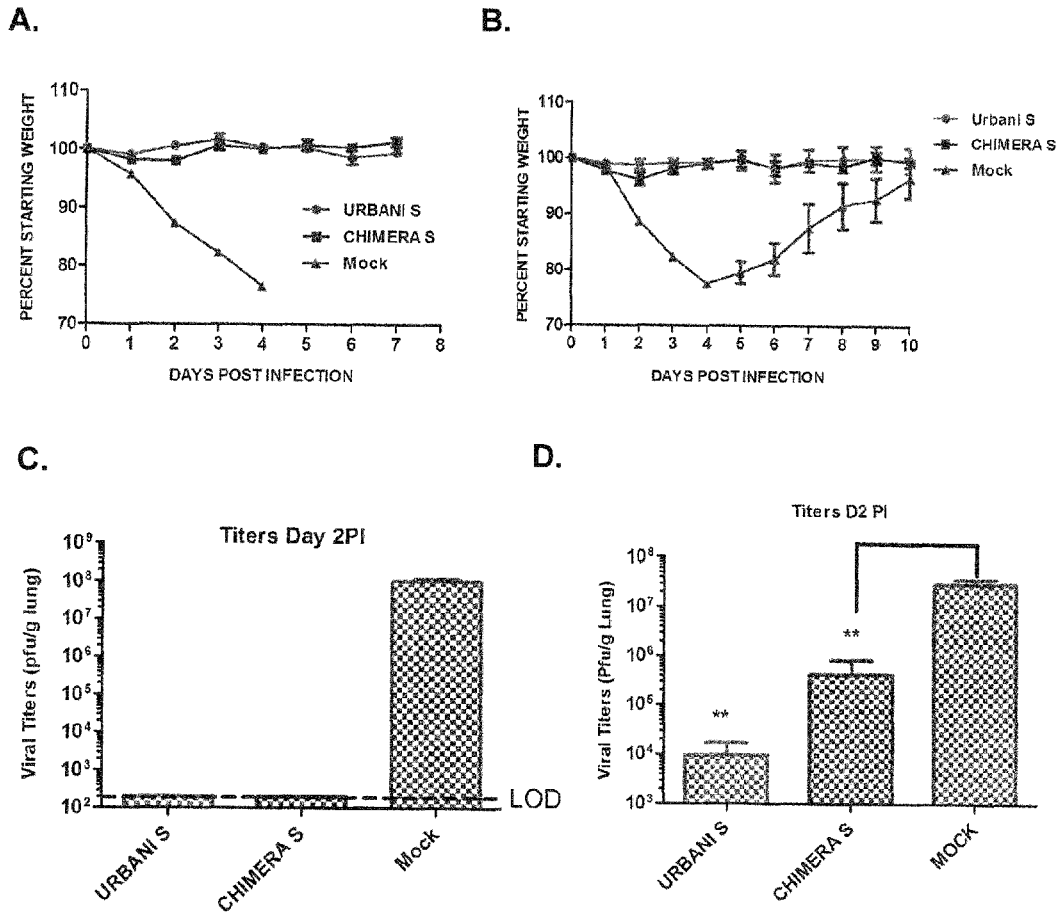 A.
PERCENT STARTING WEIGHT
110
100
90
80
70
0 1 2 3 4 5 6 7 8
DAYS POST INFECTION
URBANI S
CHIMERA S
Mock
B.
PERCENT STARTING WEIGHT
110
100
90
80
70
0 1 2 3 4 5 6 7 8 9 10
DAYS POST INFECTION
Urbani S
CHIMERA S
Mock
C.
Titers Day 2PI
Viral Titers (pfu/g lung)
10⁹
10⁸
10⁷
10⁶
10⁵
10⁴
10³
10²
LOD
URBANI S
CHIMERA S
Mock
D.
Titers D2 PI
Viral Titers (Pfu/g Lung)
10⁸
10⁷
10⁶
10⁵
10⁴
10³
**
**
URBANI S
CHIMERA S
MOCK